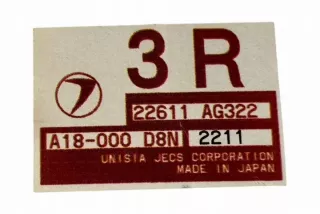 3 R
22611 AG322
A18-000 D8N 2211
UNISIA JECS CORPORATION
MADE IN JAPAN